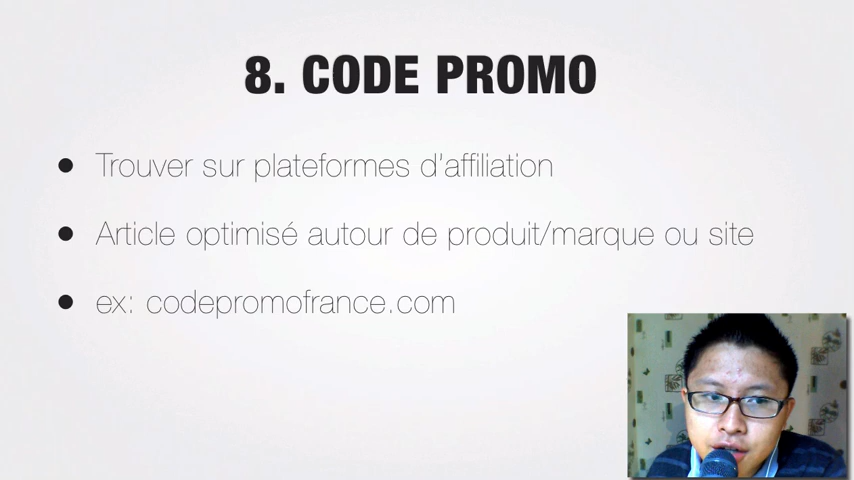 8. CODE PROMO
• Trouver sur plateformes d'affiliation
• Article optimisé autour de produit/marque ou site
• ex: codepromofrance.com